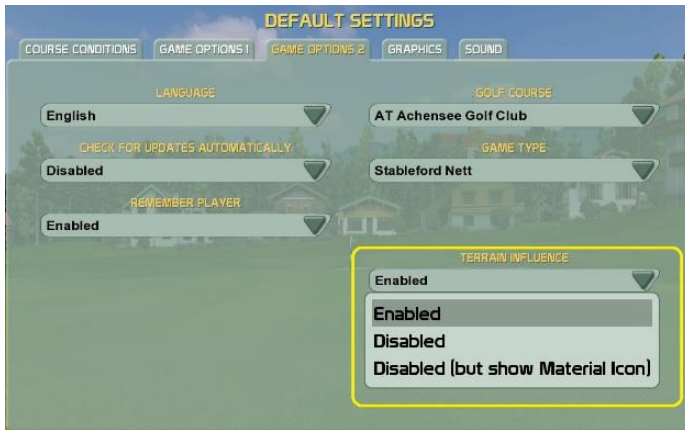 DEFAULT SETTINGS
COURSE CONDITIONS
GAME OPTIONS 1
GAME OPTIONS 2
GRAPHICS
SOUND
LANGUAGE
English
CHECK FOR UPDATES AUTOMATICALLY
Disabled
REMEMBER PLAYER
Enabled
GOLF COURSE
AT Achensee Golf Club
GAME TYPE
Stableford Nett
TERRAIN INFLUENCE
Enabled
Enabled
Disabled
Disabled (but show Material Icon)